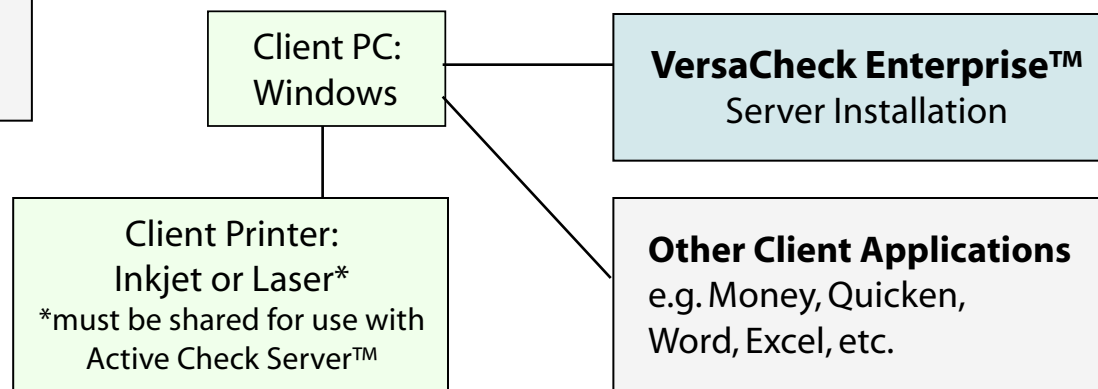 Client PC:
Windows
VersaCheck Enterprise™
Server Installation
Client Printer:
Inkjet or Laser*
*must be shared for use with
Active Check Server™
Other Client Applications
e.g. Money, Quicken,
Word, Excel, etc.